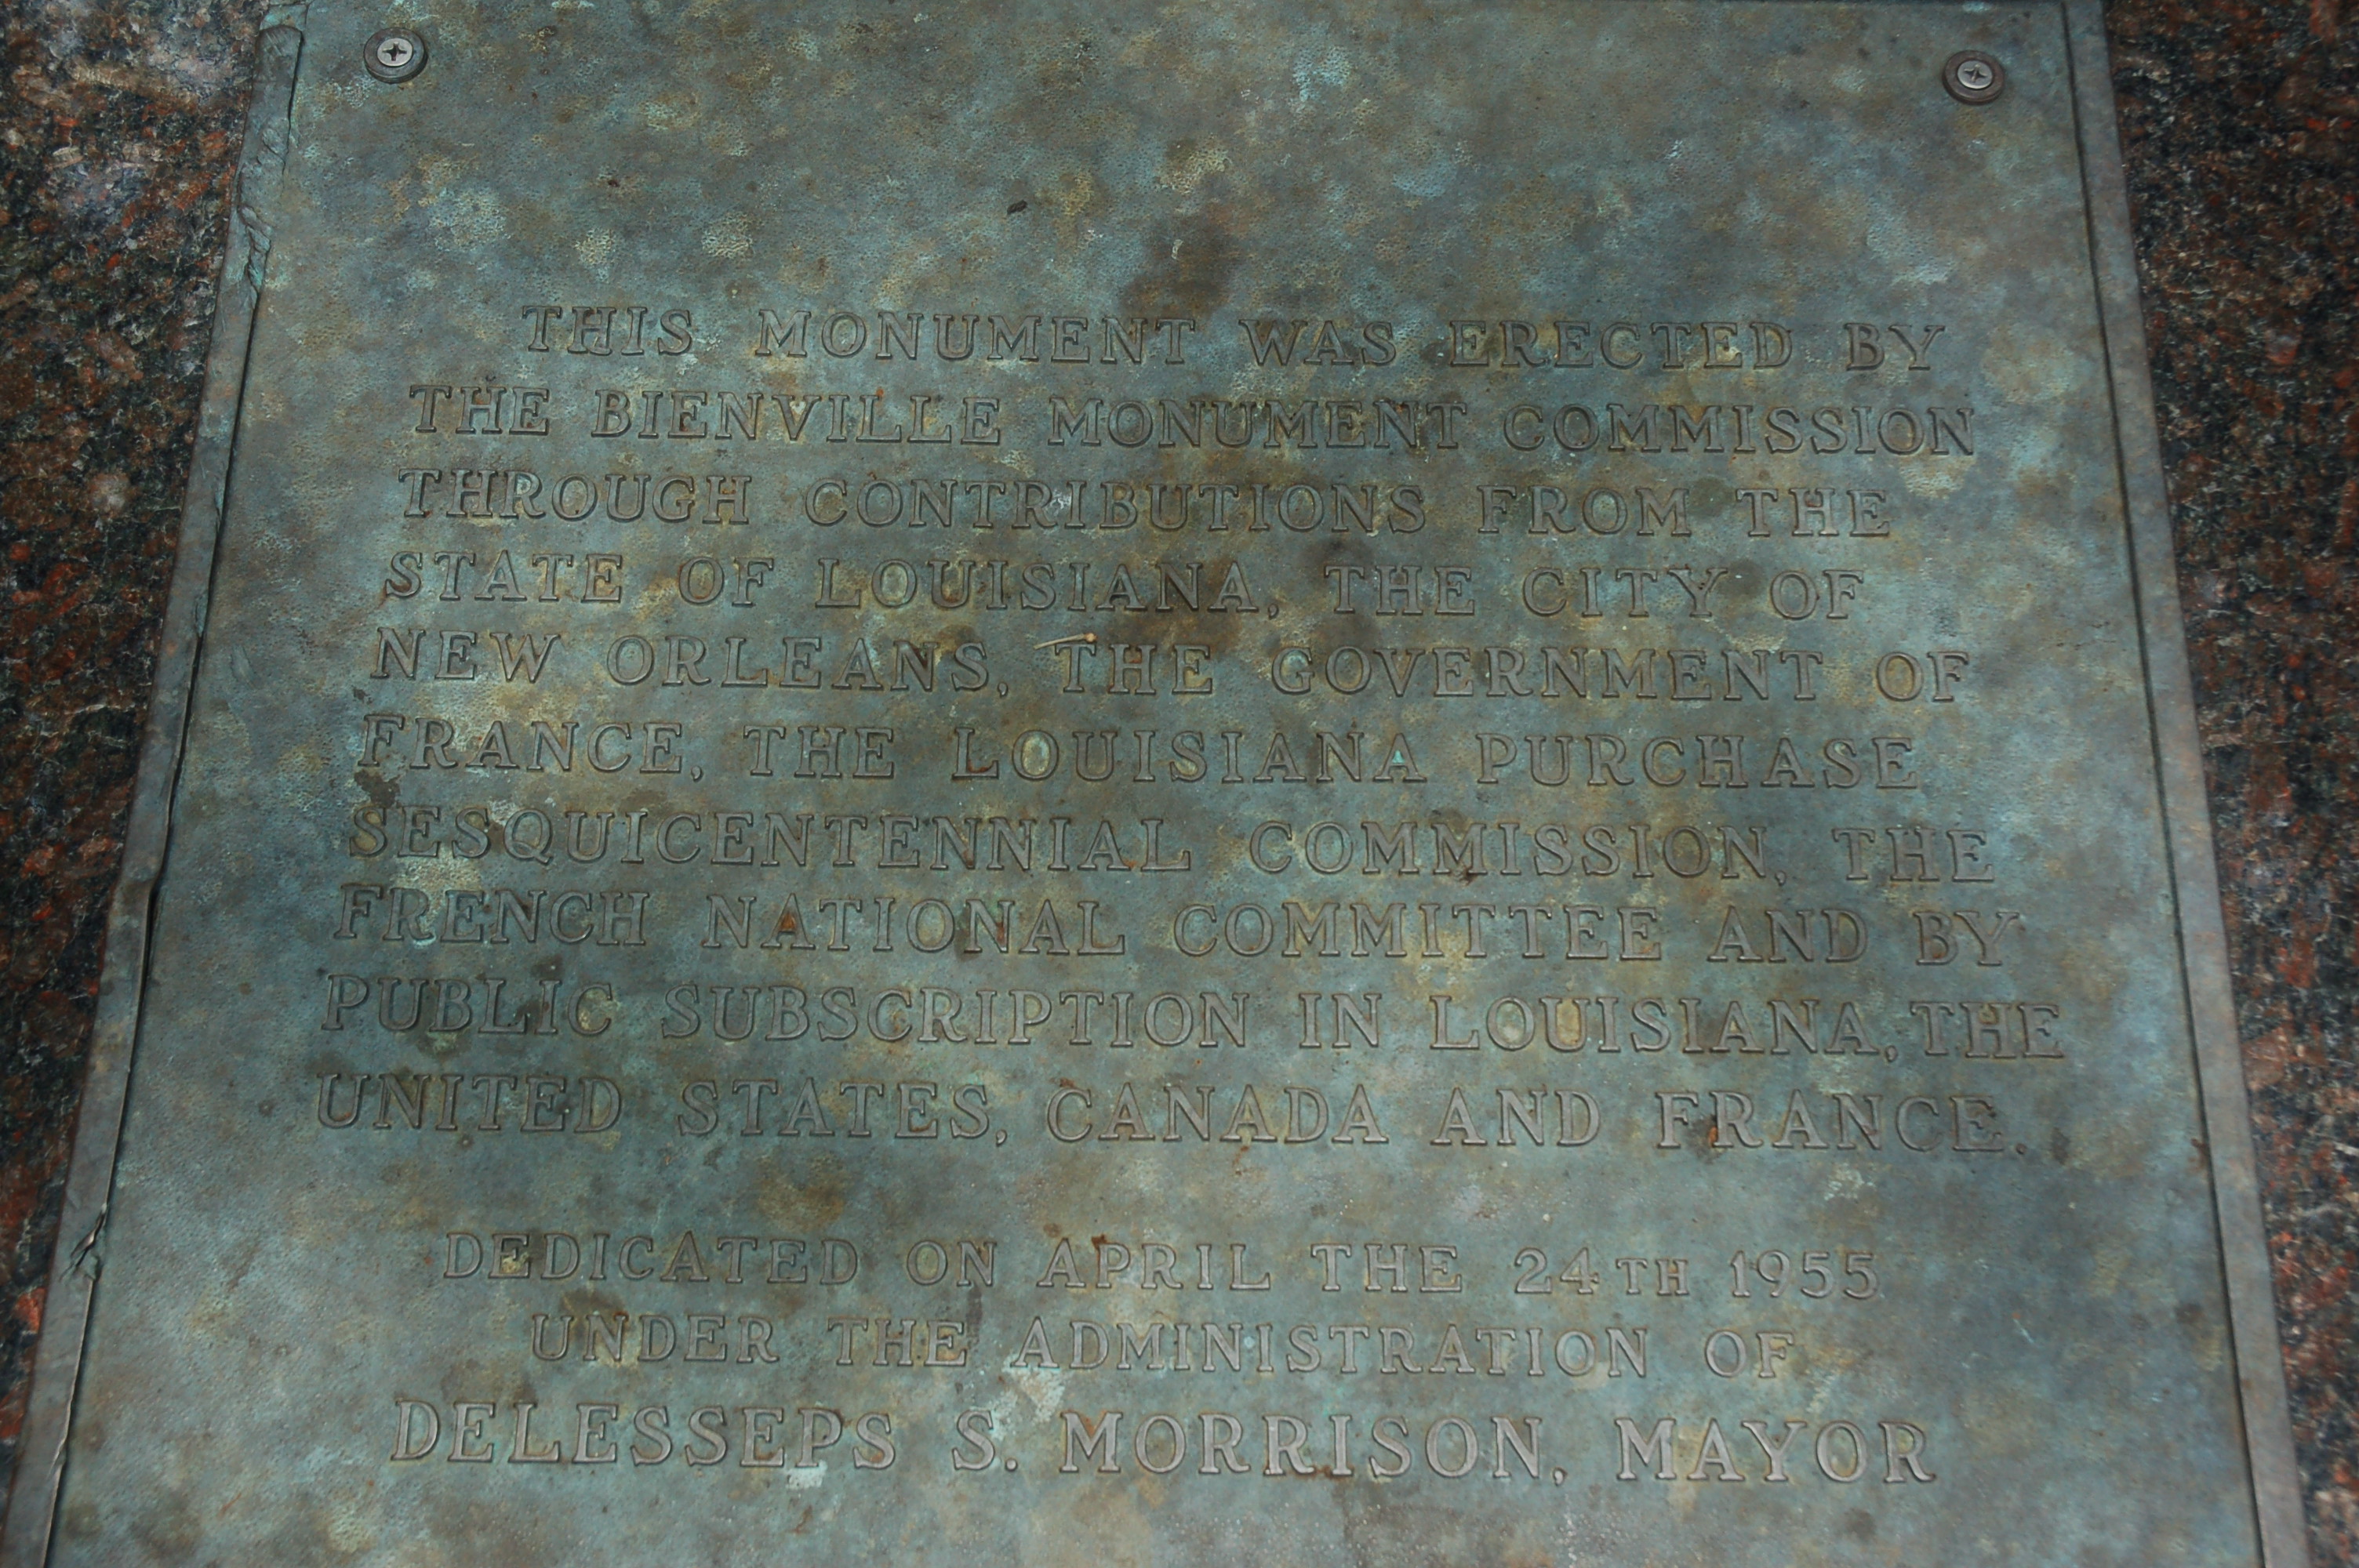 THIS MONUMENT WAS ERECTED BY
THE BIENVILLE MONUMENT COMMISSION
THROUGH CONTRIBUTIONS FROM THE
STATE OF LOUISIANA, THE CITY OF
NEW ORLEANS, THE GOVERNMENT OF
FRANCE, THE LOUISIANA PURCHASE
SESQUICENTENNIAL COMMISSION, THE
FRENCH NATIONAL COMMITTEE AND BY
PUBLIC SUBSCRIPTION IN LOUISIANA, THE
UNITED STATES, CANADA AND FRANCE.
DEDICATED ON APRIL THE 24TH 1955
UNDER THE ADMINISTRATION OF
DELESSEPS S. MORRISON, MAYOR